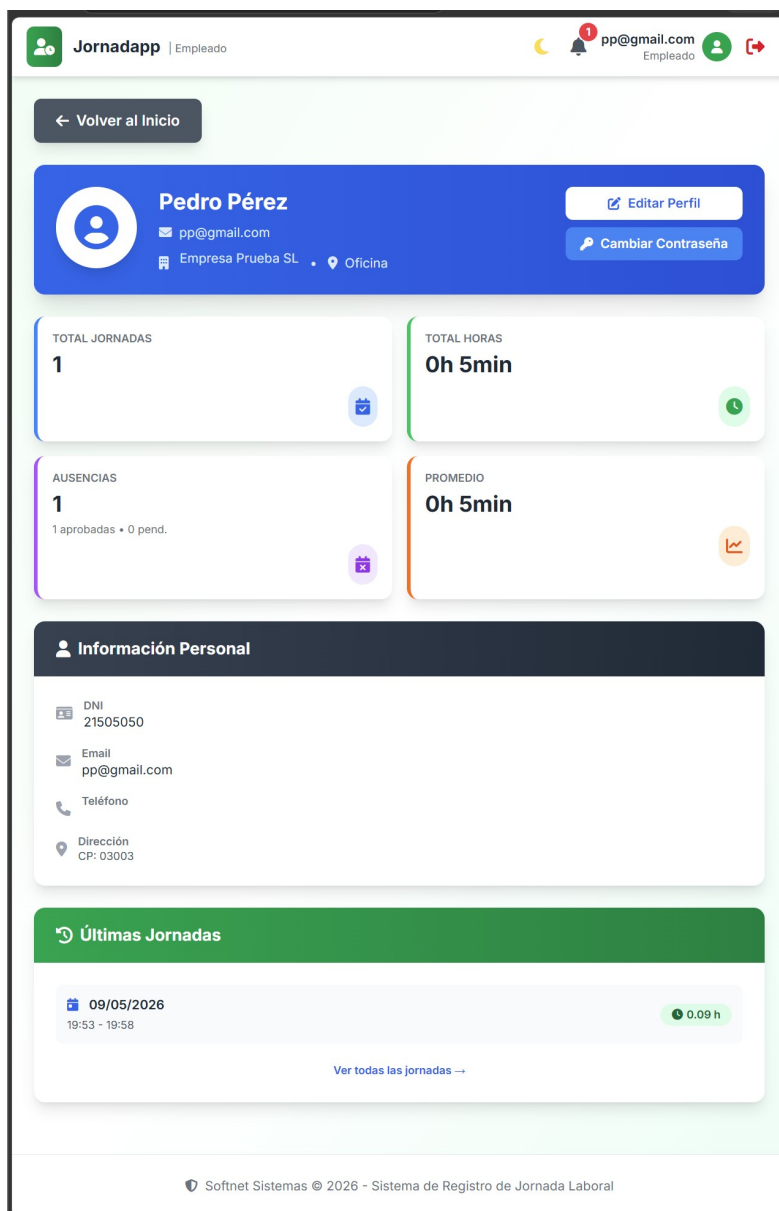 Jornadapp | Empleado
1
pp@gmail.com
Empleado
Volver al Inicio
Pedro Pérez
pp@gmail.com
Empresa Prueba SL • Oficina
Editar Perfil
Cambiar Contraseña
TOTAL JORNADAS
1
TOTAL HORAS
0h 5min
AUSENCIAS
1
1 aprobadas • 0 pend.
PROMEDIO
0h 5min
Información Personal
DNI
21505050
Email
pp@gmail.com
Teléfono
Dirección
CP: 03003
Últimas Jornadas
09/05/2026
19:53 - 19:58
0.09 h
Ver todas las jornadas →
Softnet Sistemas © 2026 - Sistema de Registro de Jornada Laboral